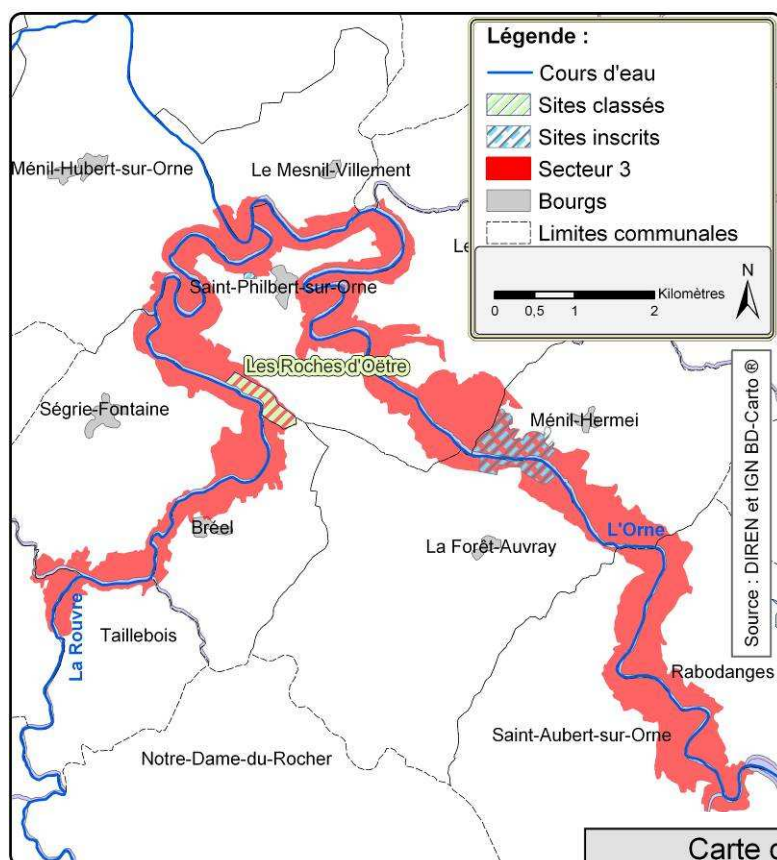 Légende :
Cours d'eau
Sites classés
Sites inscrits
Secteur 3
Bourgs
Limites communales
N
Kilomètres
0 0,5 1 2
Ménil-Hubert-sur-Orne
Le Mesnil-Villement
Le
Saint-Philbert-sur-Orne
Les Roches d'Oëtre
Ségrie-Fontaine
Ménil-Hermei
Bréel
La Forêt-Auvray
L'Orne
Taillebois
La Rouvre
Rabodanges
Saint-Aubert-sur-Orne
Notre-Dame-du-Rocher
Source : DIREN et IGN BD-Carto ®
Carte